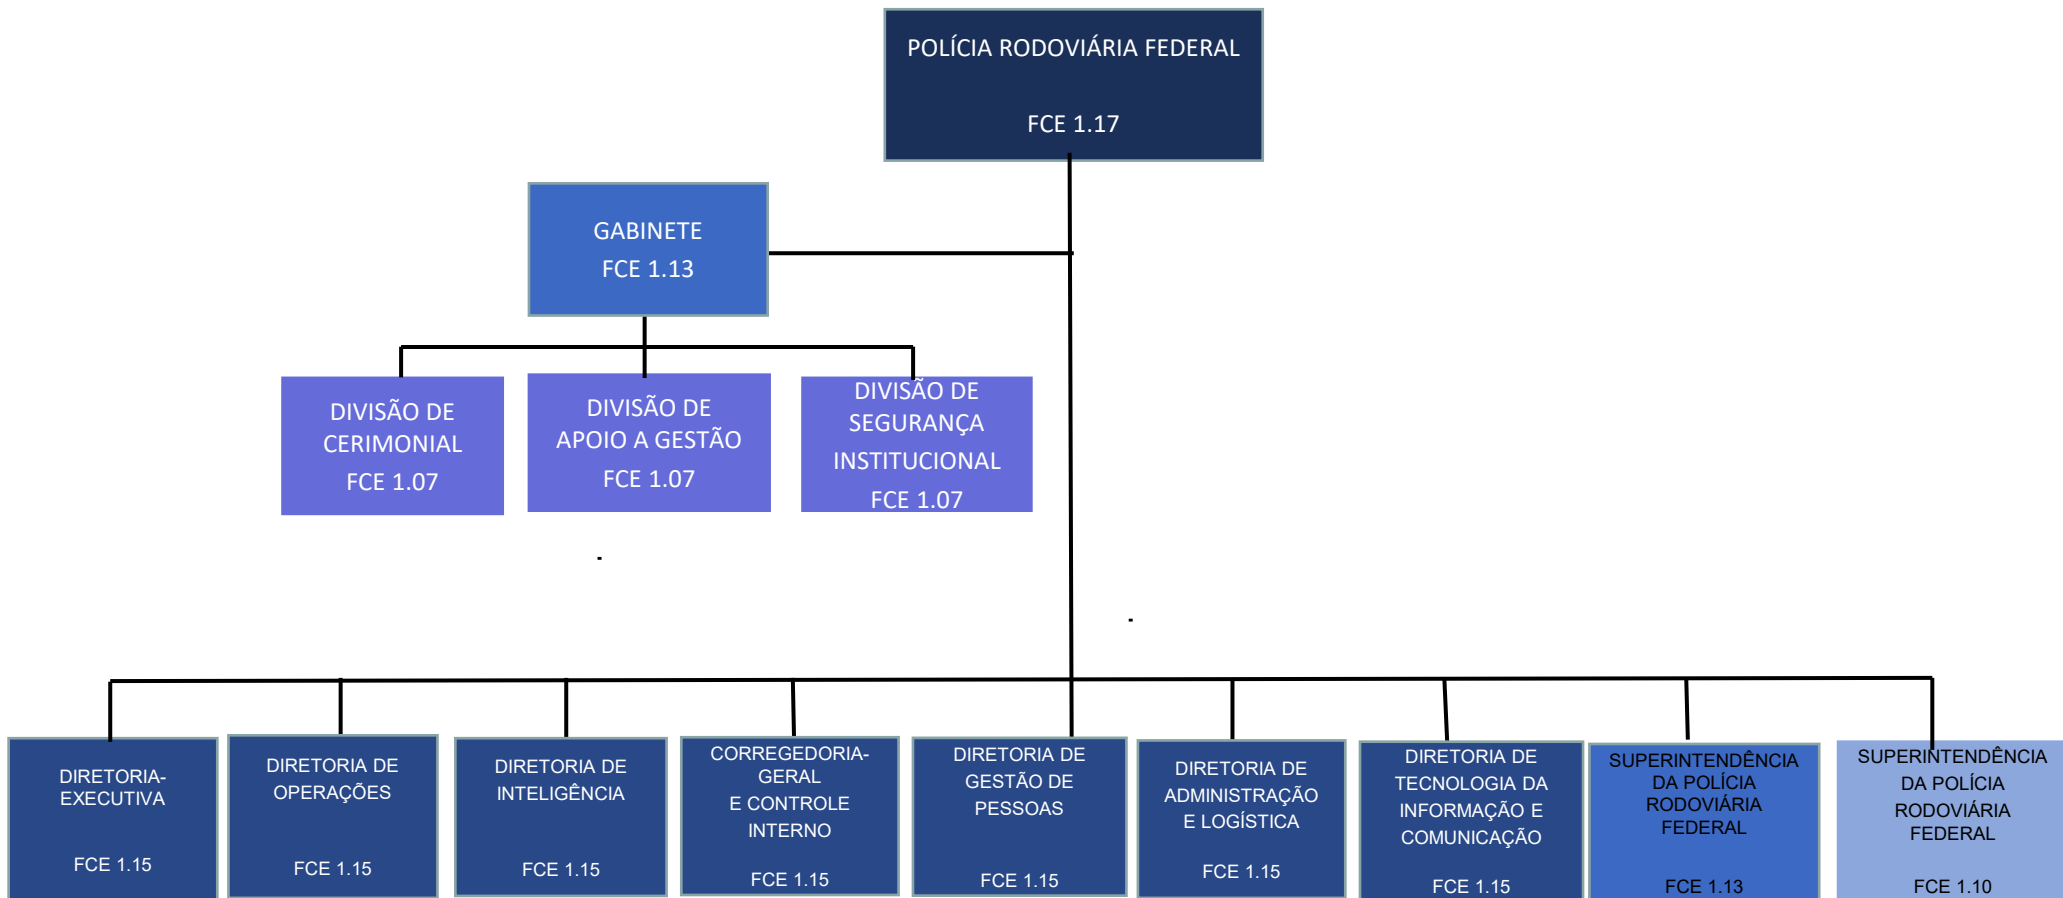 POLÍCIA RODOVIÁRIA FEDERAL
FCE 1.17
GABINETE
FCE 1.13
DIVISÃO DE
CERIMONIAL
FCE 1.07
DIVISÃO DE
APOIO A GESTÃO
FCE 1.07
DIVISÃO DE
SEGURANÇA
INSTITUCIONAL
FCE 1.07
DIRETORIA-
EXECUTIVA
FCE 1.15
DIRETORIA DE
OPERAÇÕES
FCE 1.15
DIRETORIA DE
INTELIGÊNCIA
FCE 1.15
CORREGEDORIA-
GERAL
E CONTROLE
INTERNO
FCE 1.15
DIRETORIA DE
GESTÃO DE
PESSOAS
FCE 1.15
DIRETORIA DE
ADMINISTRAÇÃO
E LOGÍSTICA
FCE 1.15
DIRETORIA DE
TECNOLOGIA DA
INFORMAÇÃO E
COMUNICAÇÃO
FCE 1.15
SUPERINTENDÊNCIA
DA POLÍCIA
RODOVIÁRIA
FEDERAL
FCE 1.13
SUPERINTENDÊNCIA
DA POLÍCIA
RODOVIÁRIA
FEDERAL
FCE 1.10